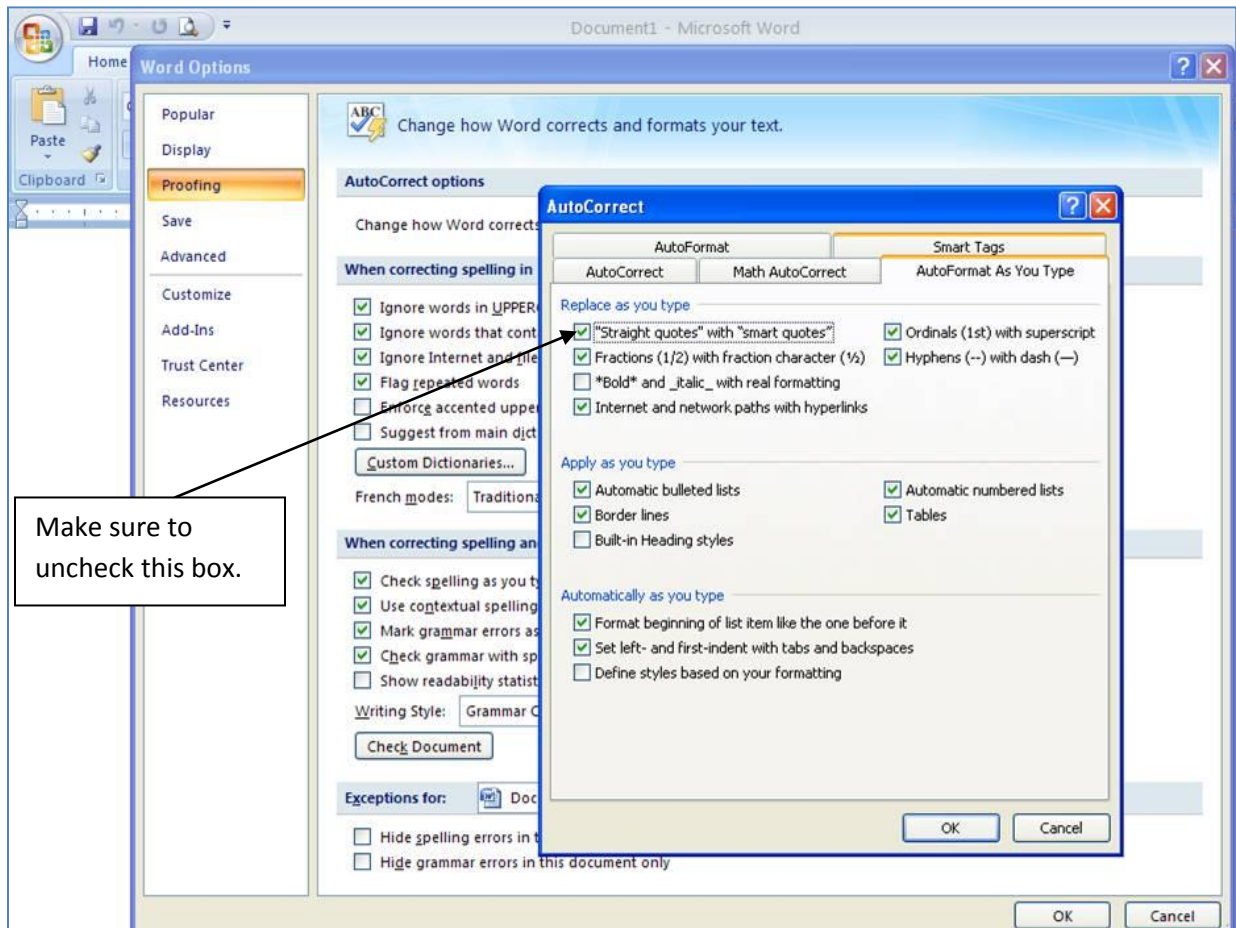 Document1 - Microsoft Word
Home
Paste
Clipboard
Word Options
Popular
Display
Proofing
Save
Advanced
Customize
Add-Ins
Trust Center
Resources
ABC
Change how Word corrects and formats your text.
AutoCorrect options
Change how Word corrects
When correcting spelling in
Ignore words in UPPER
Ignore words that cont
Ignore Internet and file
Flag repeated words
Enforce accented upper
Suggest from main dict
Custom Dictionaries...
French modes: Traditiona
When correcting spelling an
Check spelling as you ty
Use contextual spelling
Mark grammar errors as
Check grammar with sp
Show readability statist
Writing Style: Grammar
Check Document
Exceptions for: Doc
Hide spelling errors in t
Hide grammar errors in this document only
OK Cancel
AutoCorrect
AutoFormat Smart Tags
AutoCorrect Math AutoCorrect AutoFormat As You Type
Replace as you type
"Straight quotes" with “smart quotes” Ordinals (1st) with superscript
Fractions (1/2) with fraction character (½) Hyphens (--) with dash (—)
*Bold* and _italic_ with real formatting
Internet and network paths with hyperlinks
Apply as you type
Automatic bulleted lists Automatic numbered lists
Border lines Tables
Built-in Heading styles
Automatically as you type
Format beginning of list item like the one before it
Set left- and first-indent with tabs and backspaces
Define styles based on your formatting
OK Cancel
Make sure to
uncheck this box.